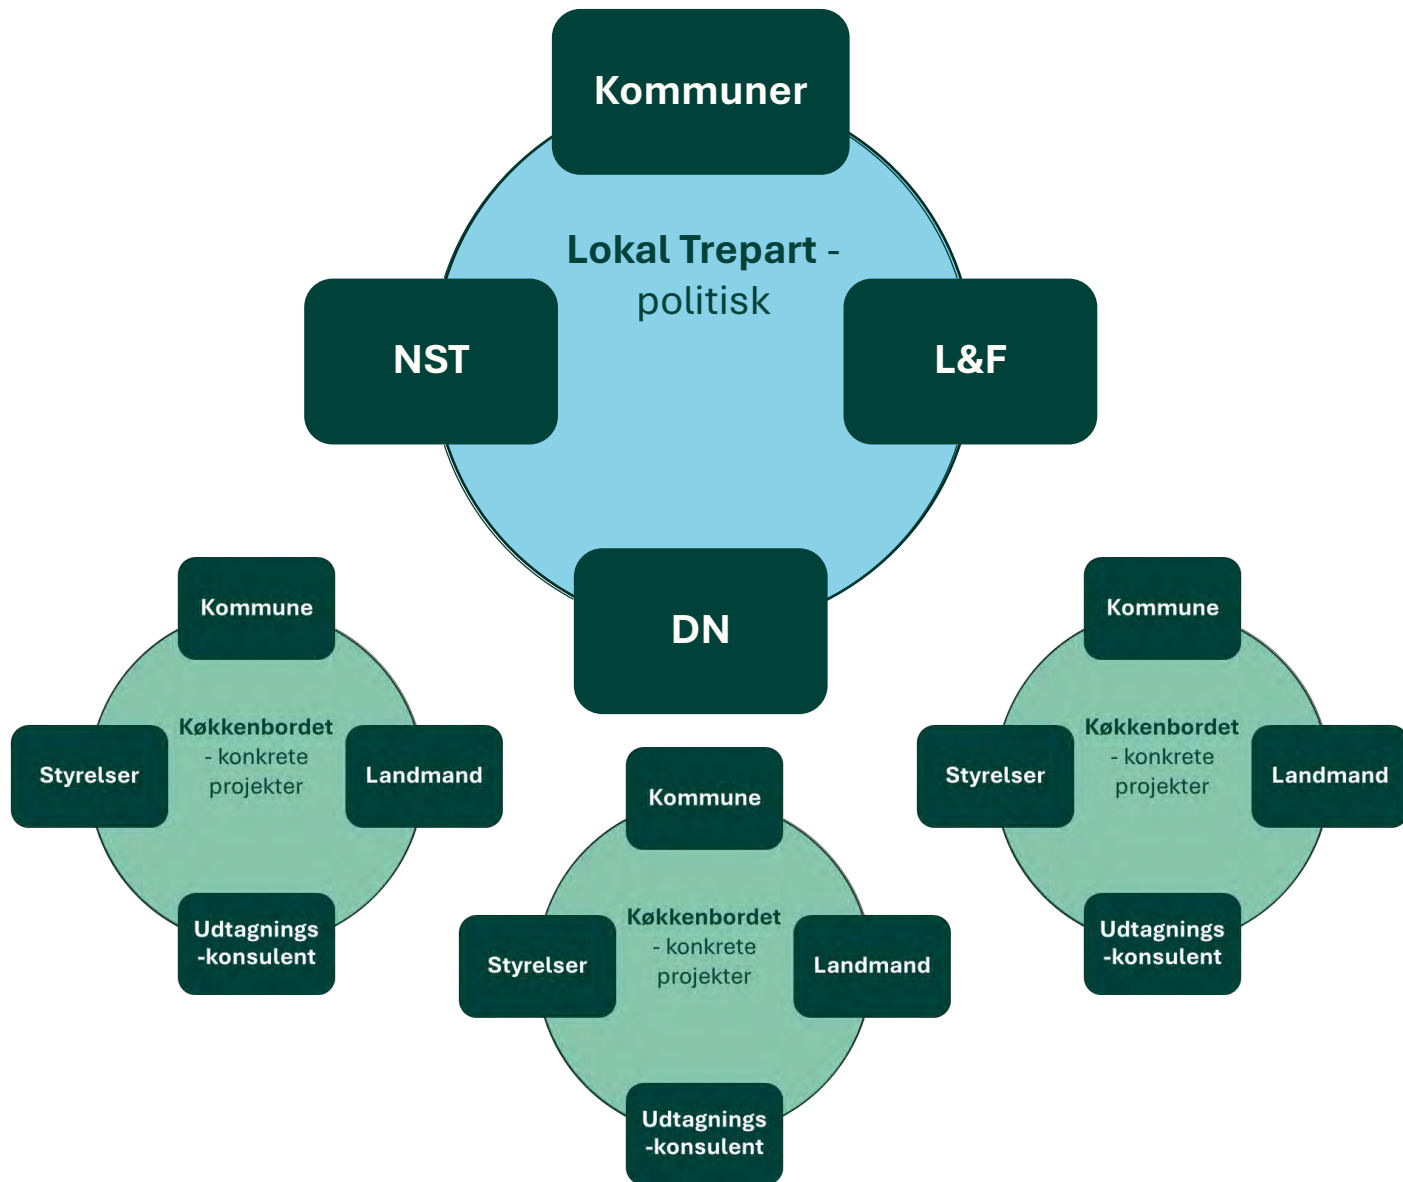 Kommuner
Lokal Trepart -
politisk
NST
L&F
DN
Kommune
Køkkenbordet
- konkrete
projekter
Styrelser
Landmand
Udtagnings
-konsulent
Kommune
Køkkenbordet
- konkrete
projekter
Styrelser
Landmand
Udtagnings
-konsulent
Kommune
Køkkenbordet
- konkrete
projekter
Styrelser
Landmand
Udtagnings
-konsulent